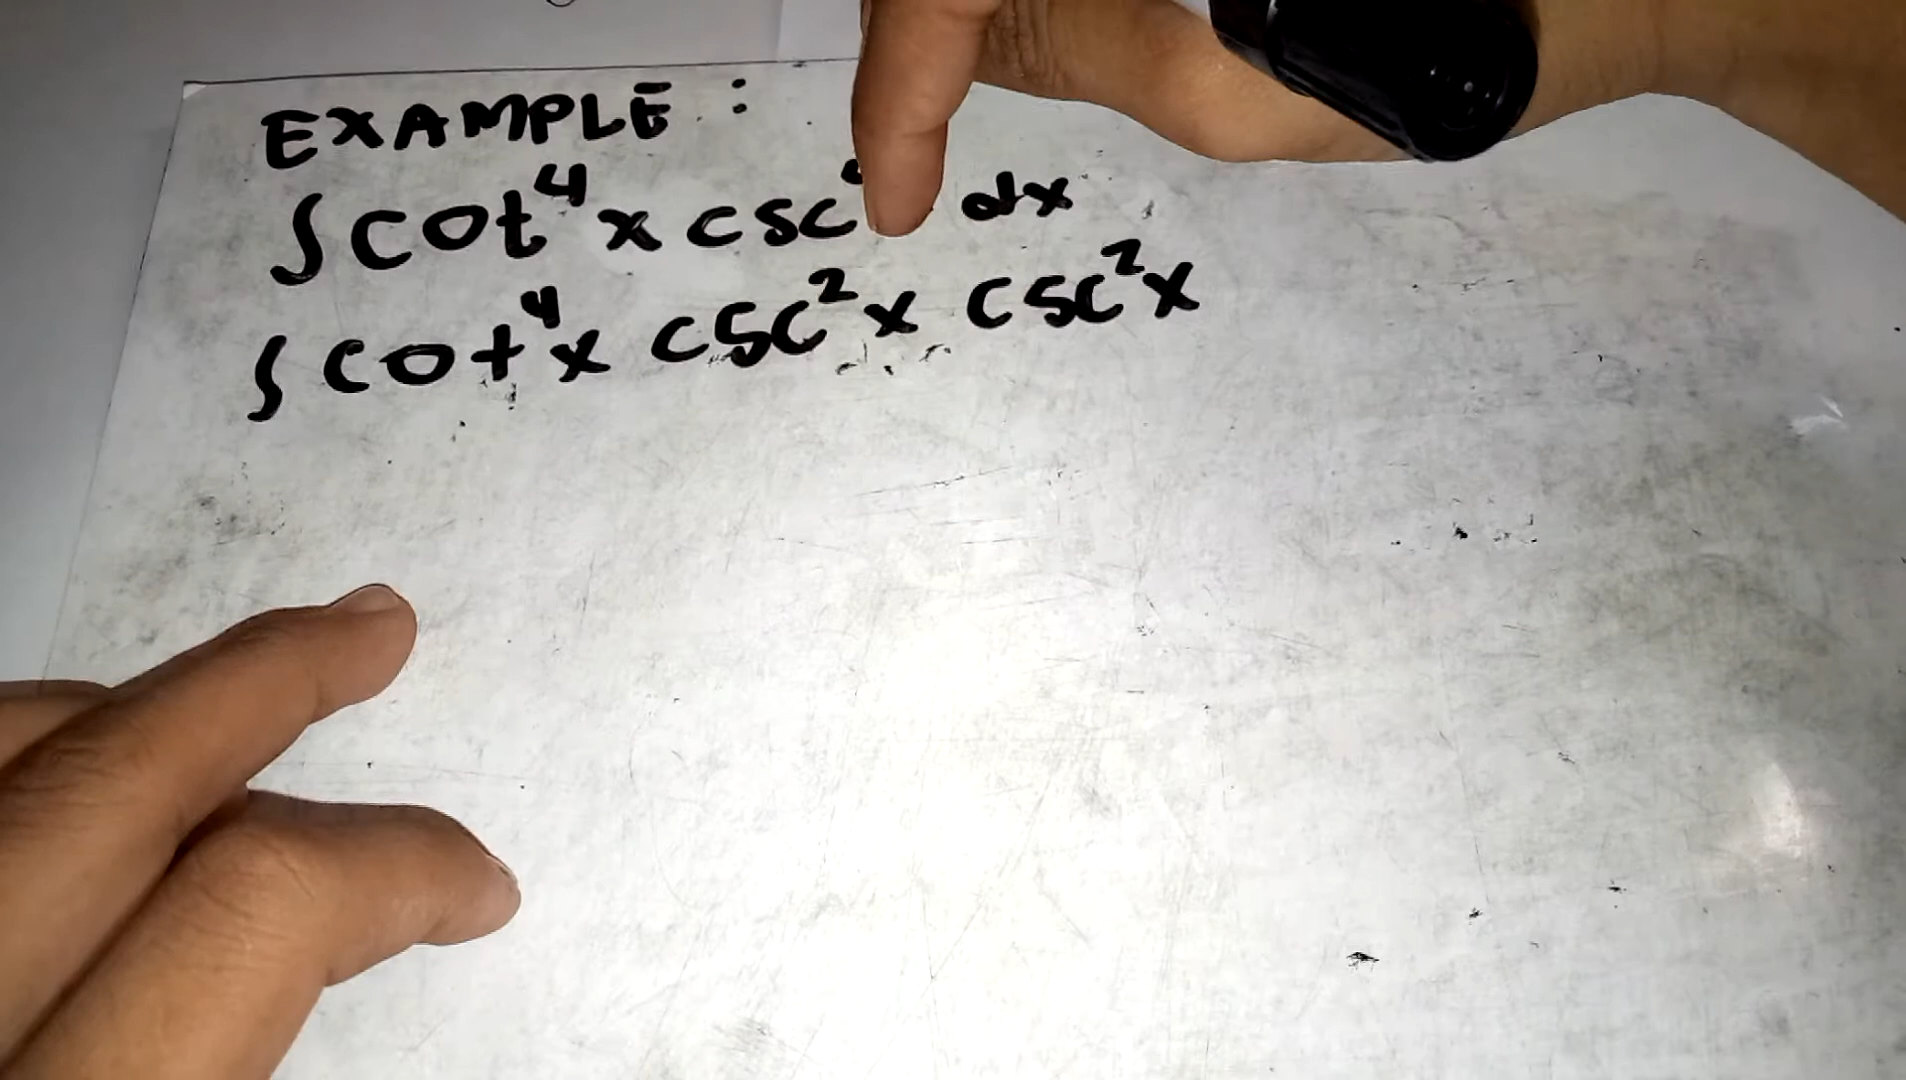 EXAMPLE :
∫ cot⁴x csc dx
∫ cot⁴x csc²x csc²x